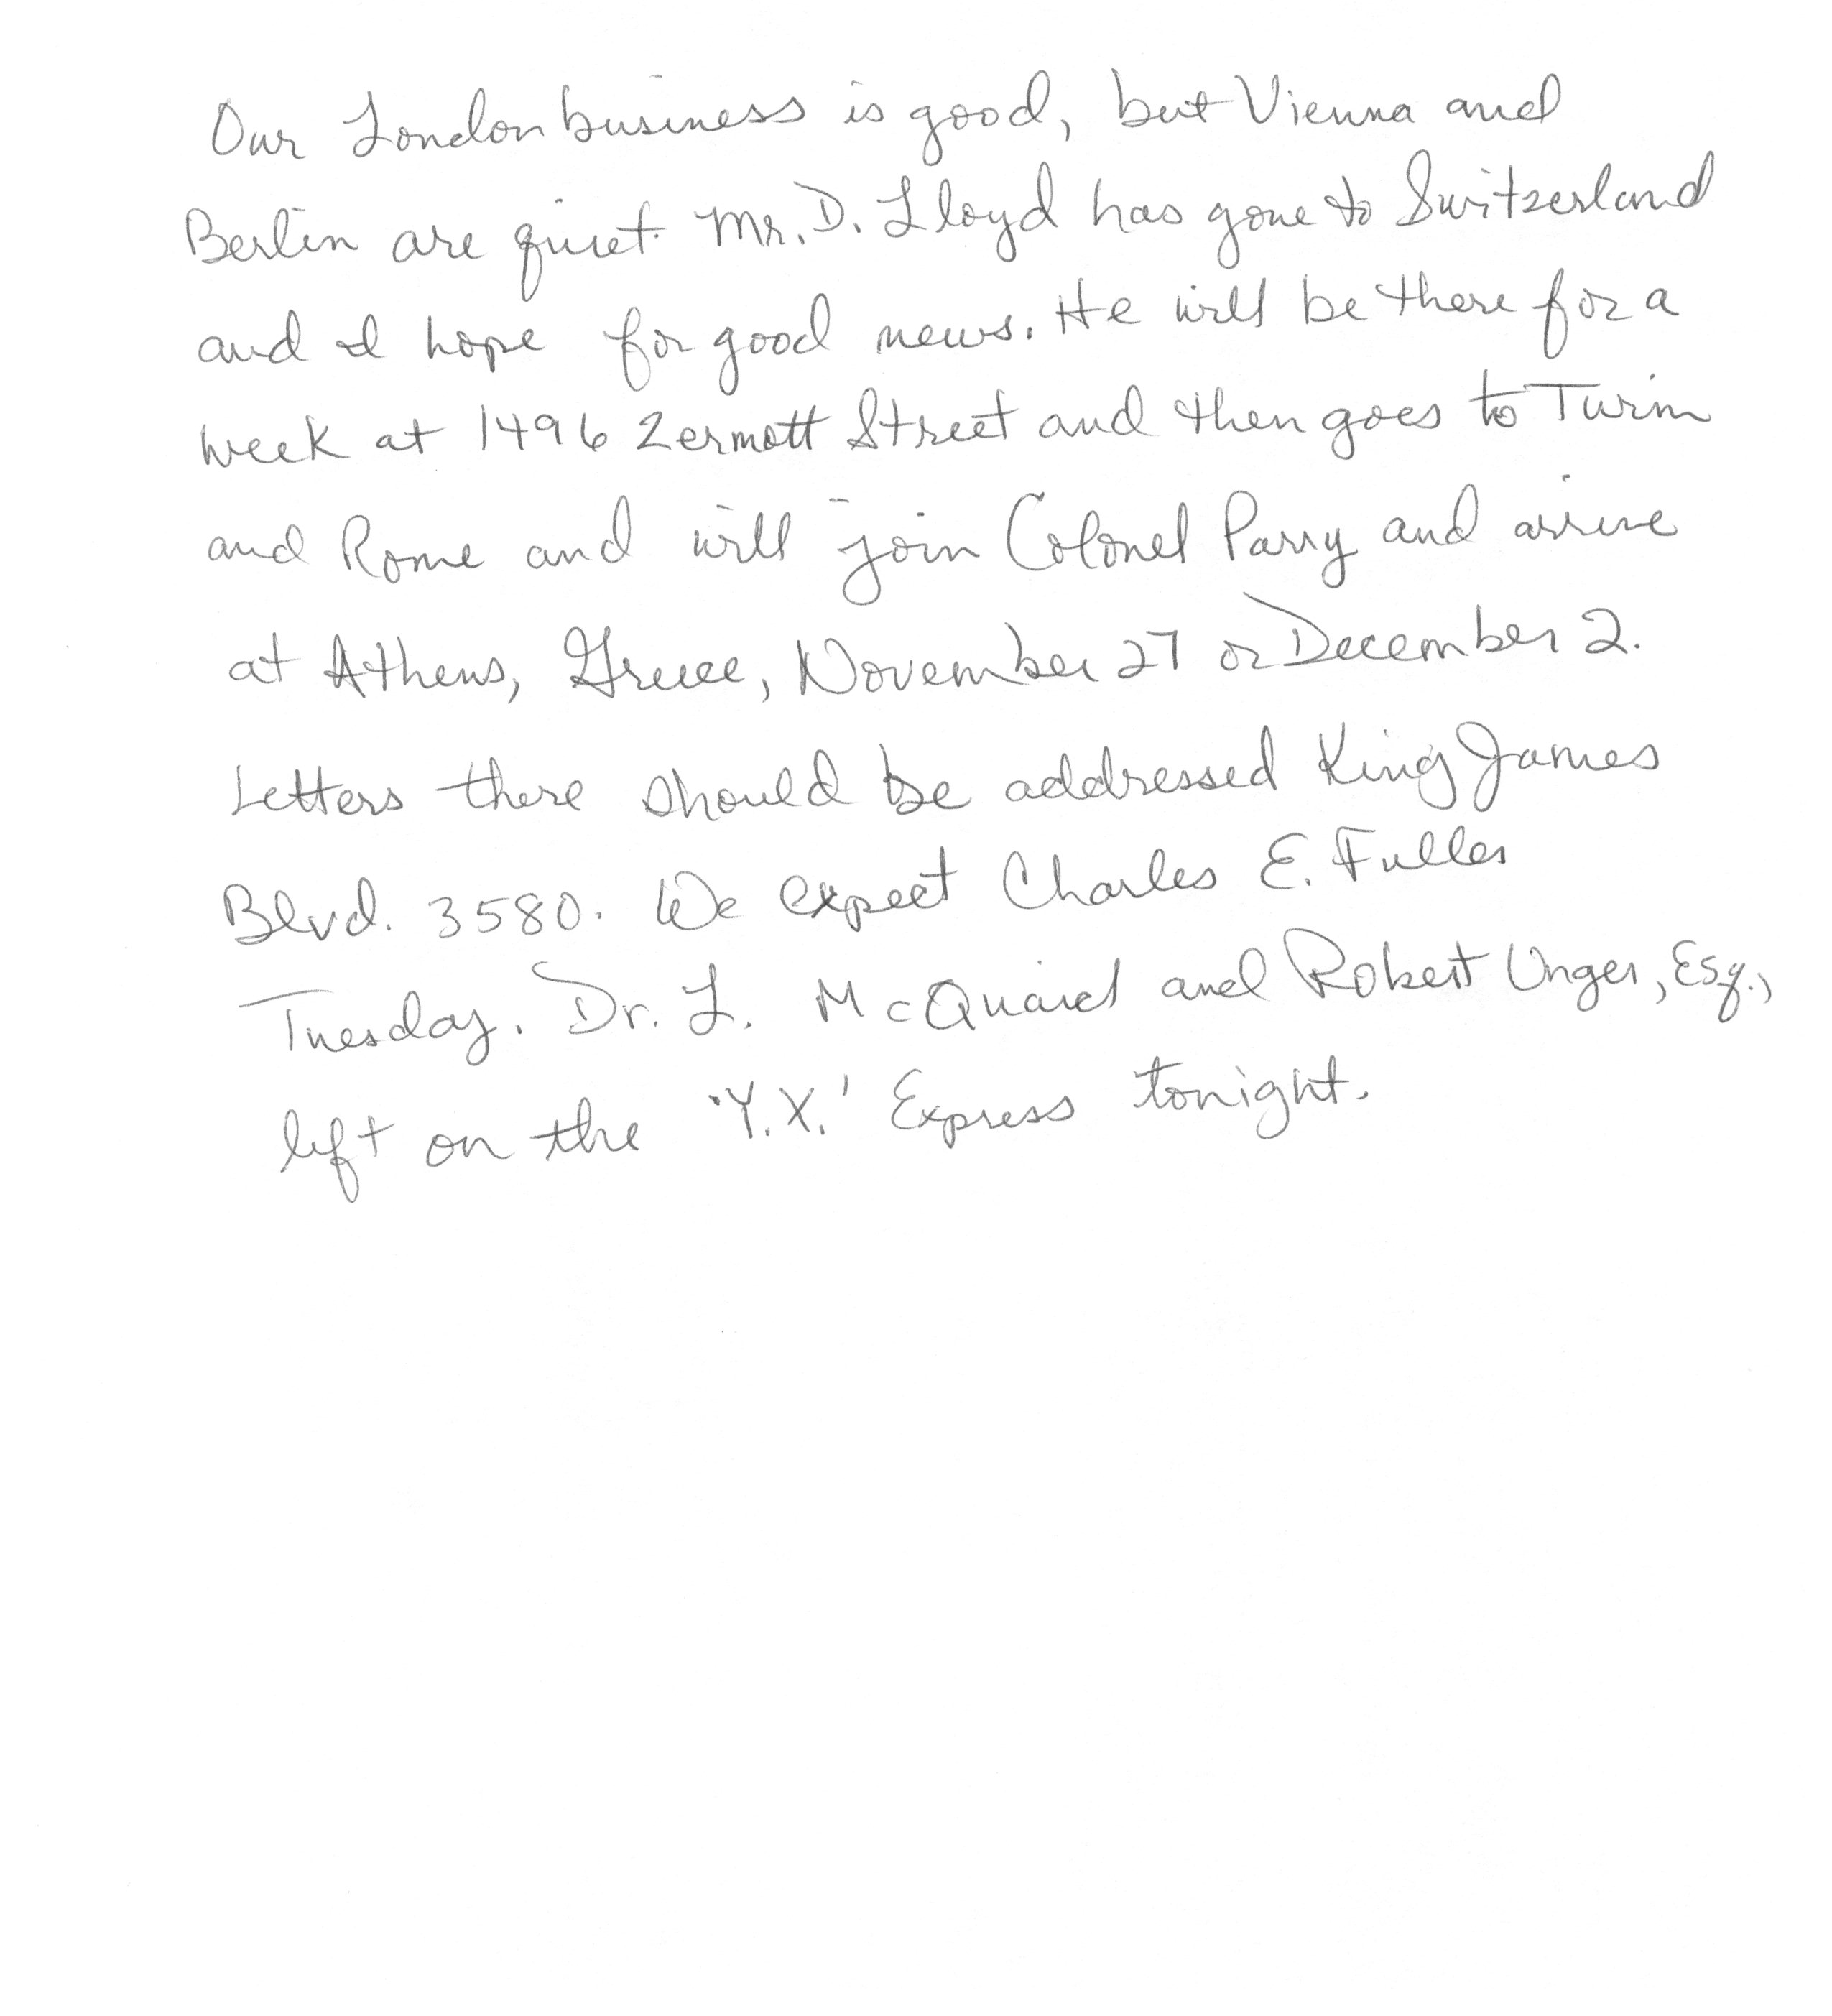 Our London business is good, but Vienna and
Berlin are quiet. Mr. D. Lloyd has gone to Switzerland
and I hope for good news. He will be there for a
week at 1496 Zermott Street and then goes to Turin
and Rome and will join Colonel Parry and arrive
at Athens, Greece, November 27 or December 2.
Letters there should be addressed King James
Blvd. 3580. We expect Charles E. Fuller
Tuesday. Dr. L. McQuaid and Robert Unger, Esq.,
left on the 'Y.X.' Express tonight.